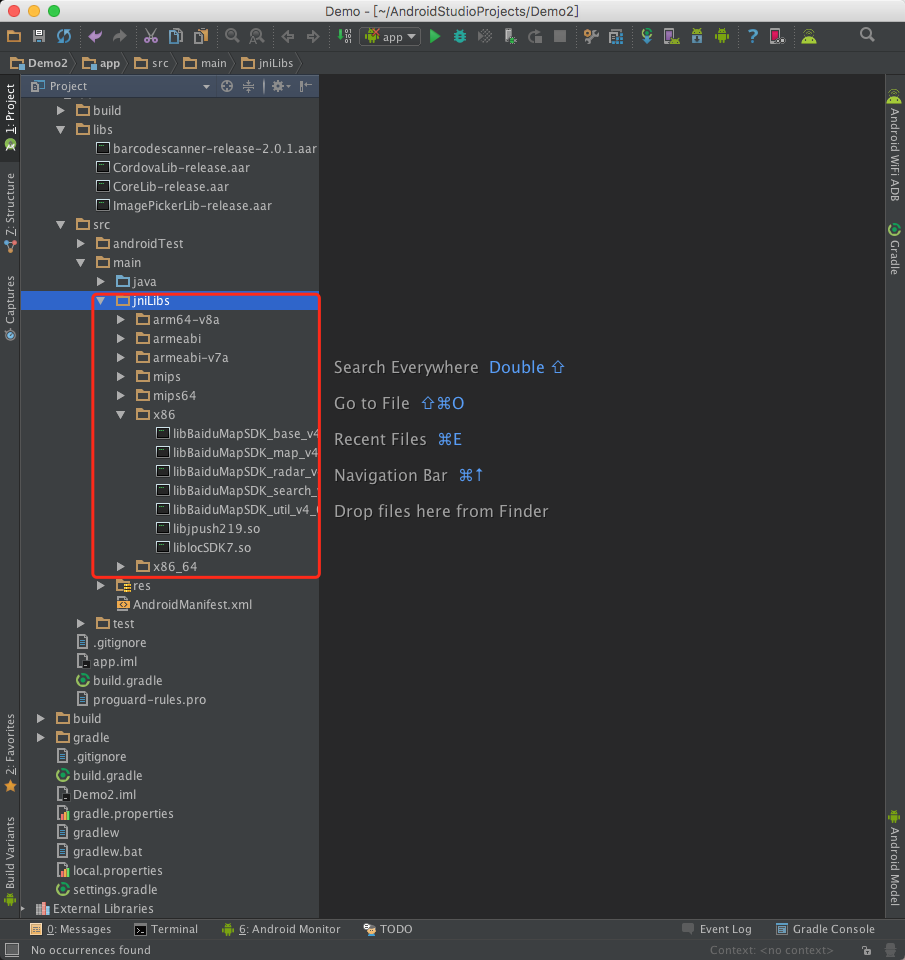 Demo - [~/AndroidStudioProjects/Demo2]
app
Demo2
app
src
main
jniLibs
1: Project
Z: Structure
Captures
2: Favorites
Build Variants
Project
build
libs
barcodescanner-release-2.0.1.aar
CordovaLib-release.aar
CoreLib-release.aar
ImagePickerLib-release.aar
src
androidTest
main
java
jniLibs
arm64-v8a
armeabi
armeabi-v7a
mips
mips64
x86
libBaiduMapSDK_base_v4
libBaiduMapSDK_map_v4
libBaiduMapSDK_radar_v
libBaiduMapSDK_search_
libBaiduMapSDK_util_v4_
libjpush219.so
liblocSDK7.so
x86_64
res
AndroidManifest.xml
test
.gitignore
app.iml
build.gradle
proguard-rules.pro
build
gradle
.gitignore
build.gradle
Demo2.iml
gradle.properties
gradlew
gradlew.bat
local.properties
settings.gradle
External Libraries
Search Everywhere Double ⇧
Go to File ⇧⌘O
Recent Files ⌘E
Navigation Bar ⌘↑
Drop files here from Finder
Android WiFi ADB
Gradle
Android Model
0: Messages
Terminal
6: Android Monitor
TODO
Event Log
Gradle Console
No occurrences found
Context: <no context>